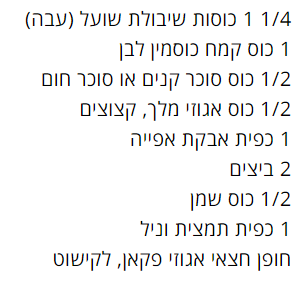 1 1/4 כוסות שיבולת שועל (עבה)
1 כוס קמח כוסמין לבן
1/2 כוס סוכר קנים או סוכר חום
1/2 כוס אגוזי מלך, קצוצים
1 כפית אבקת אפייה
2 ביצים
1/2 כוס שמן
1 כפית תמצית וניל
חופן חצאי אגוזי פקאן, לקישוט